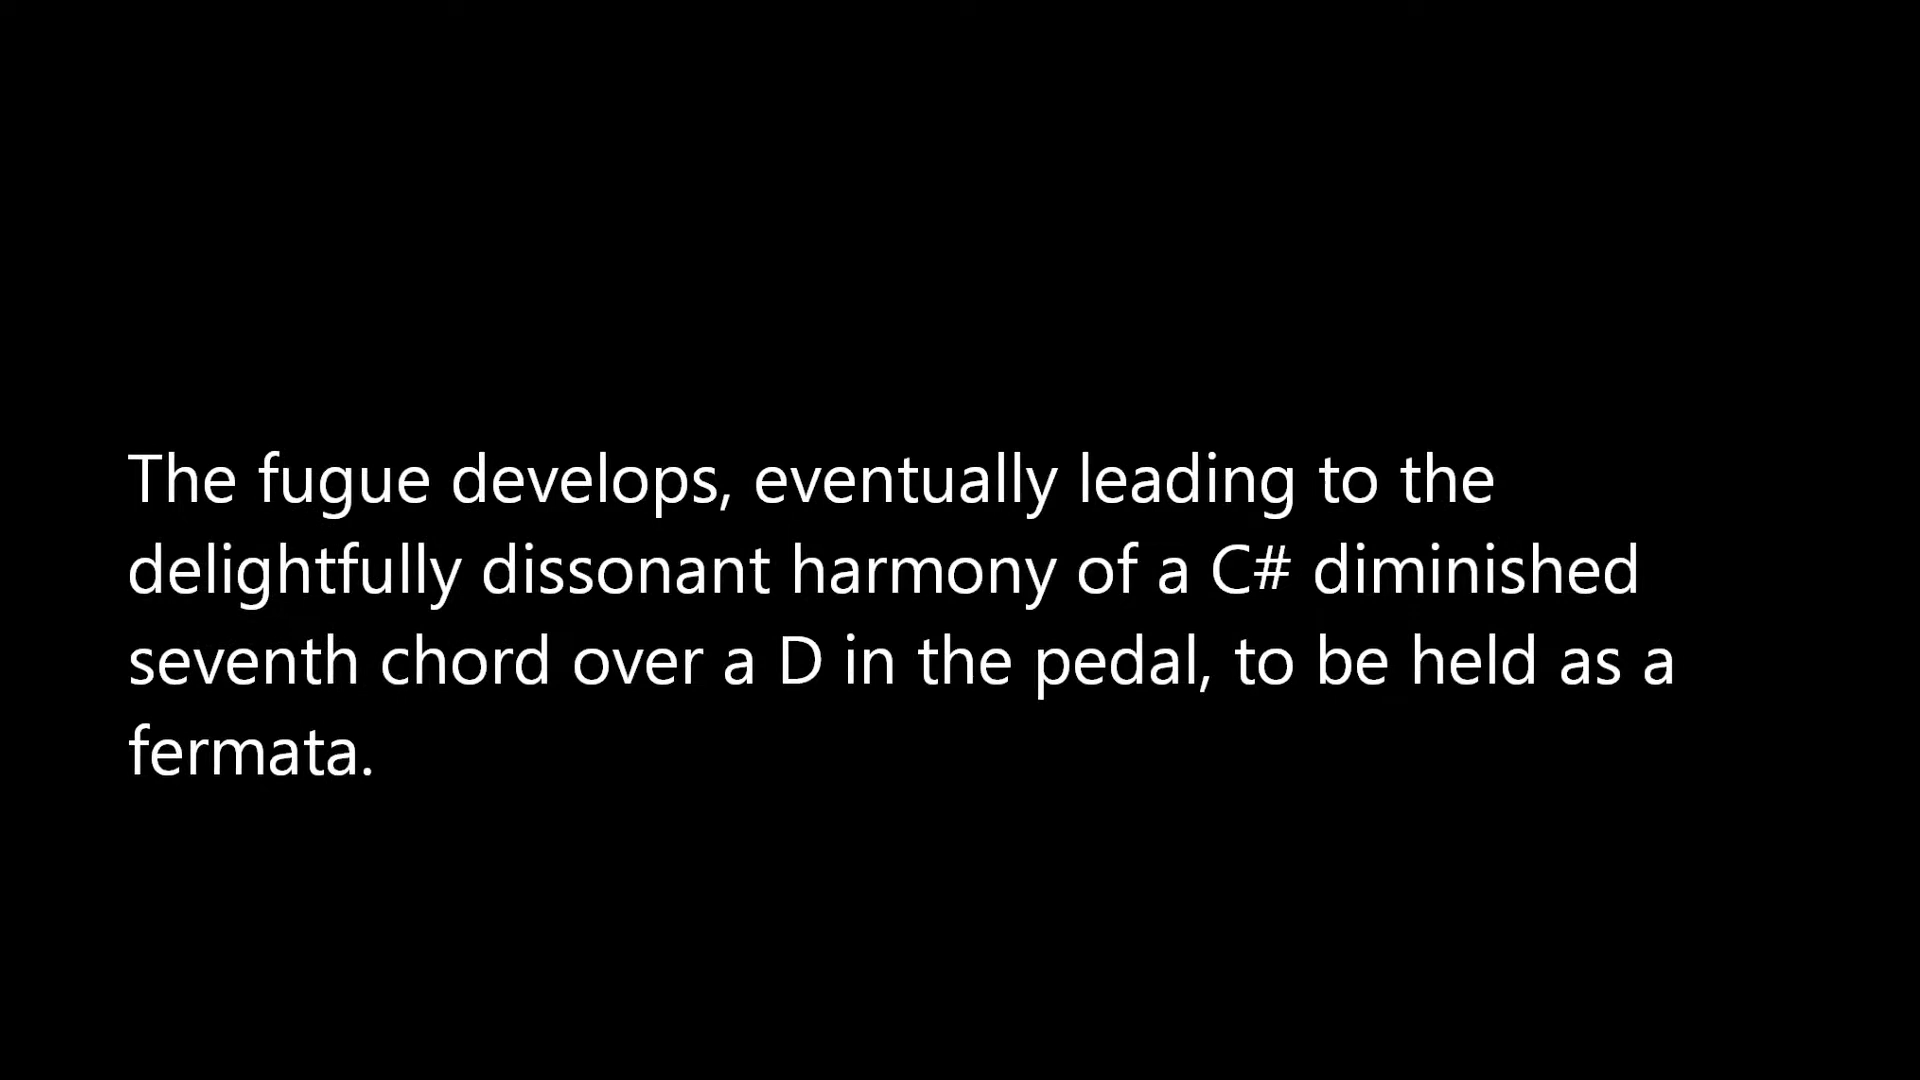 The fugue develops, eventually leading to the
delightfully dissonant harmony of a C# diminished
seventh chord over a D in the pedal, to be held as a
fermata.